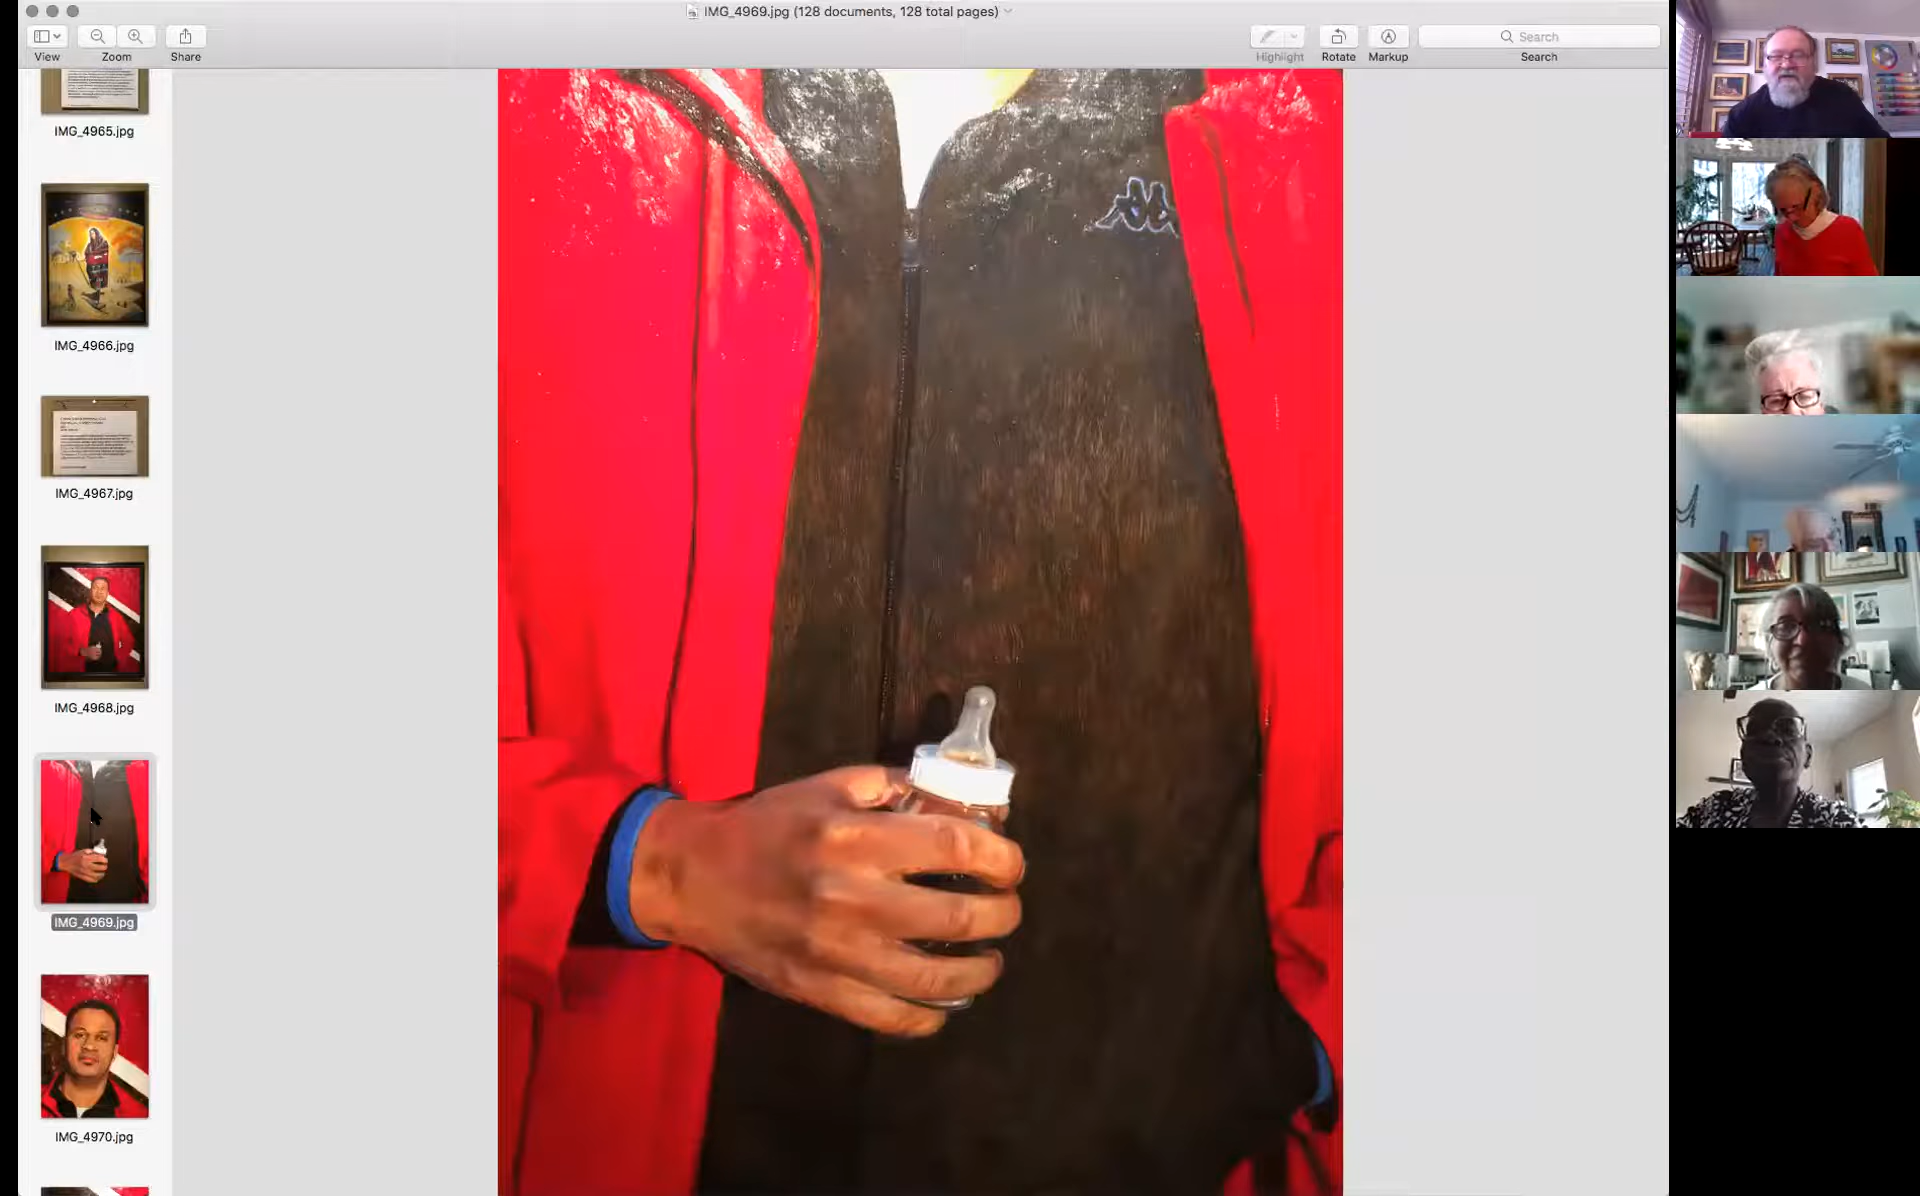 IMG_4969.jpg (128 documents, 128 total pages)
View
Zoom
Share
Highlight
Rotate
Markup
Search
Search
IMG_4965.jpg
IMG_4966.jpg
IMG_4967.jpg
IMG_4968.jpg
IMG_4969.jpg
IMG_4970.jpg